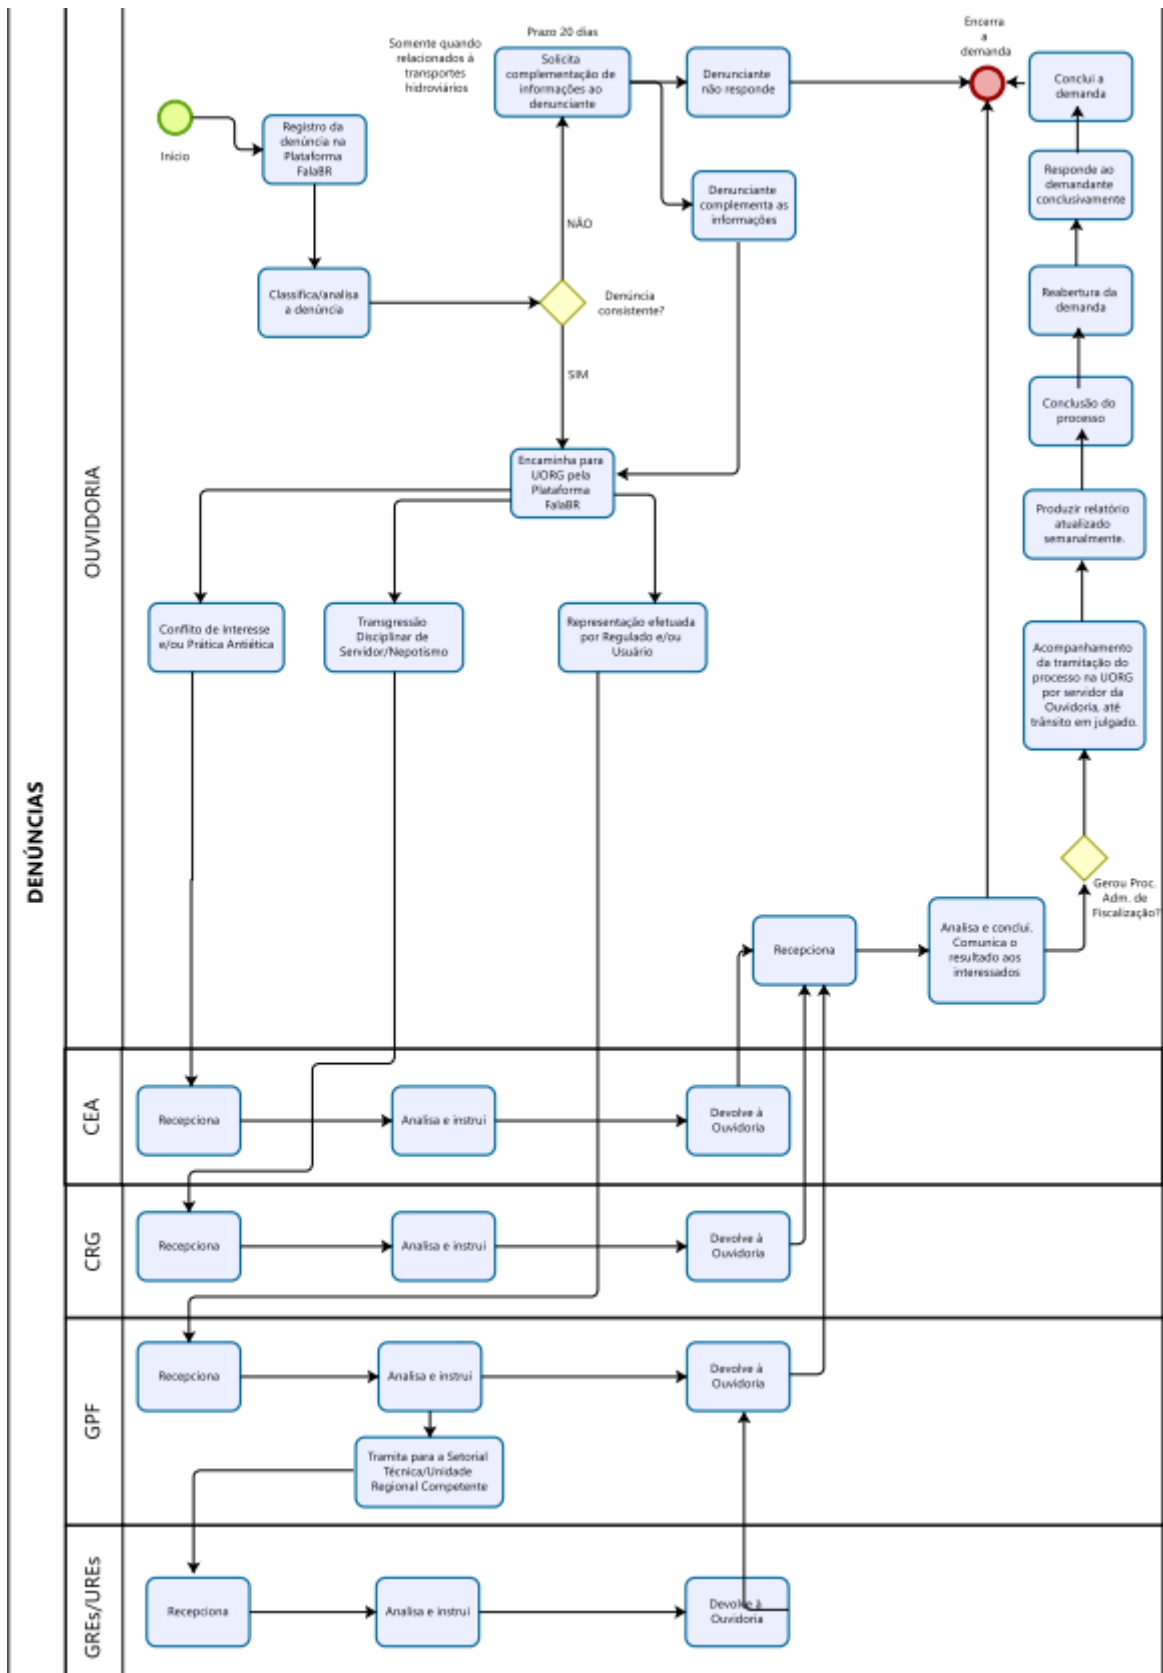 DENÚNCIAS
OUVIDORIA
Início
Registro da
denúncia na
Plataforma
FalaBR
Classifica/analisa
a denúncia
Somente quando
relacionados à
transportes
hidroviários
Prazo 20 dias
Solicita
complementação de
informações ao
denunciante
Denunciante
não responde
Denunciante
complementa as
informações
NÃO
Denúncia
consistente?
SIM
Encaminha para
UORG pela
Plataforma
FalaBR
Conflito de Interesse
e/ou Prática Antiética
Transgressão
Disciplinar de
Servidor/Nepotismo
Representação efetuada
por Regulado e/ou
Usuário
Encerra
a
demanda
Conclui a
demanda
Responde ao
demandante
conclusivamente
Reabertura da
demanda
Conclusão do
processo
Produzir relatório
atualizado
semanalmente.
Acompanhamento
da tramitação do
processo na UORG
por servidor da
Ouvidoria, até
trânsito em julgado.
Gerou Proc.
Adm. de
Fiscalização?
Recepciona
Analisa e conclui.
Comunica o
resultado aos
interessados
CEA
Recepciona
Analisa e instrui
Devolve à
Ouvidoria
CRG
Recepciona
Analisa e instrui
Devolve à
Ouvidoria
GPF
Recepciona
Analisa e instrui
Devolve à
Ouvidoria
Tramita para a Setorial
Técnica/Unidade
Regional Competente
GREs/UREs
Recepciona
Analisa e instrui
Devolve à
Ouvidoria